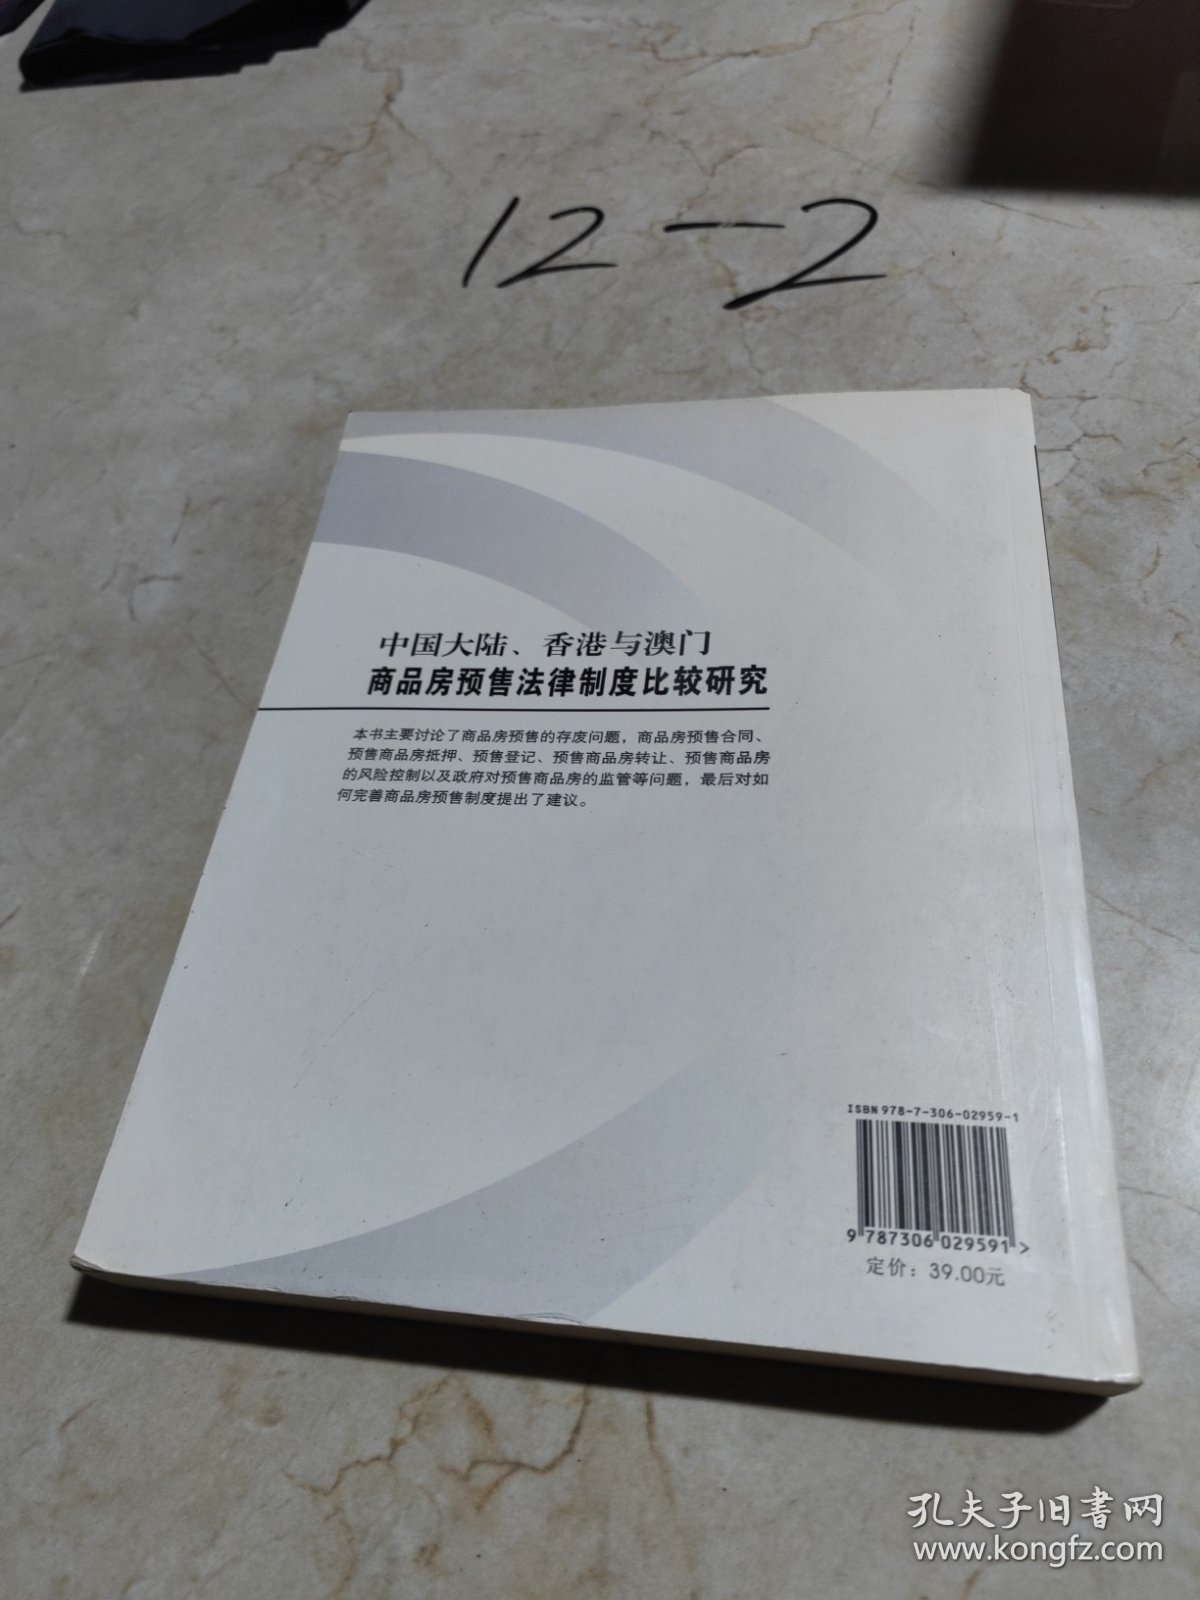 12-2
中国大陆、香港与澳门
商品房预售法律制度比较研究
本书主要讨论了商品房预售的存废问题，商品房预售合同、
预售商品房抵押、预售登记、预售商品房转让、预售商品房
的风险控制以及政府对预售商品房的监管等问题，最后对如
何完善商品房预售制度提出了建议。
ISBN 978-7-306-02959-1
9 787306 029591 >
定价：39.00元
孔夫子旧书网
www.kongfz.com